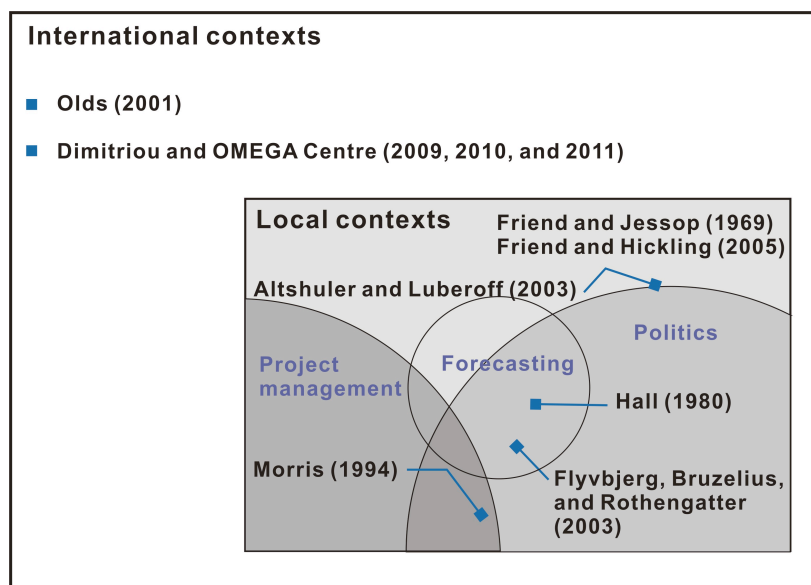 International contexts
Olds (2001)
Dimitriou and OMEGA Centre (2009, 2010, and 2011)
Local contexts
Friend and Jessop (1969)
Friend and Hickling (2005)
Altshuler and Luberoff (2003)
Politics
Project
management
Forecasting
Hall (1980)
Morris (1994)
Flyvbjerg, Bruzelius,
and Rothengatter
(2003)